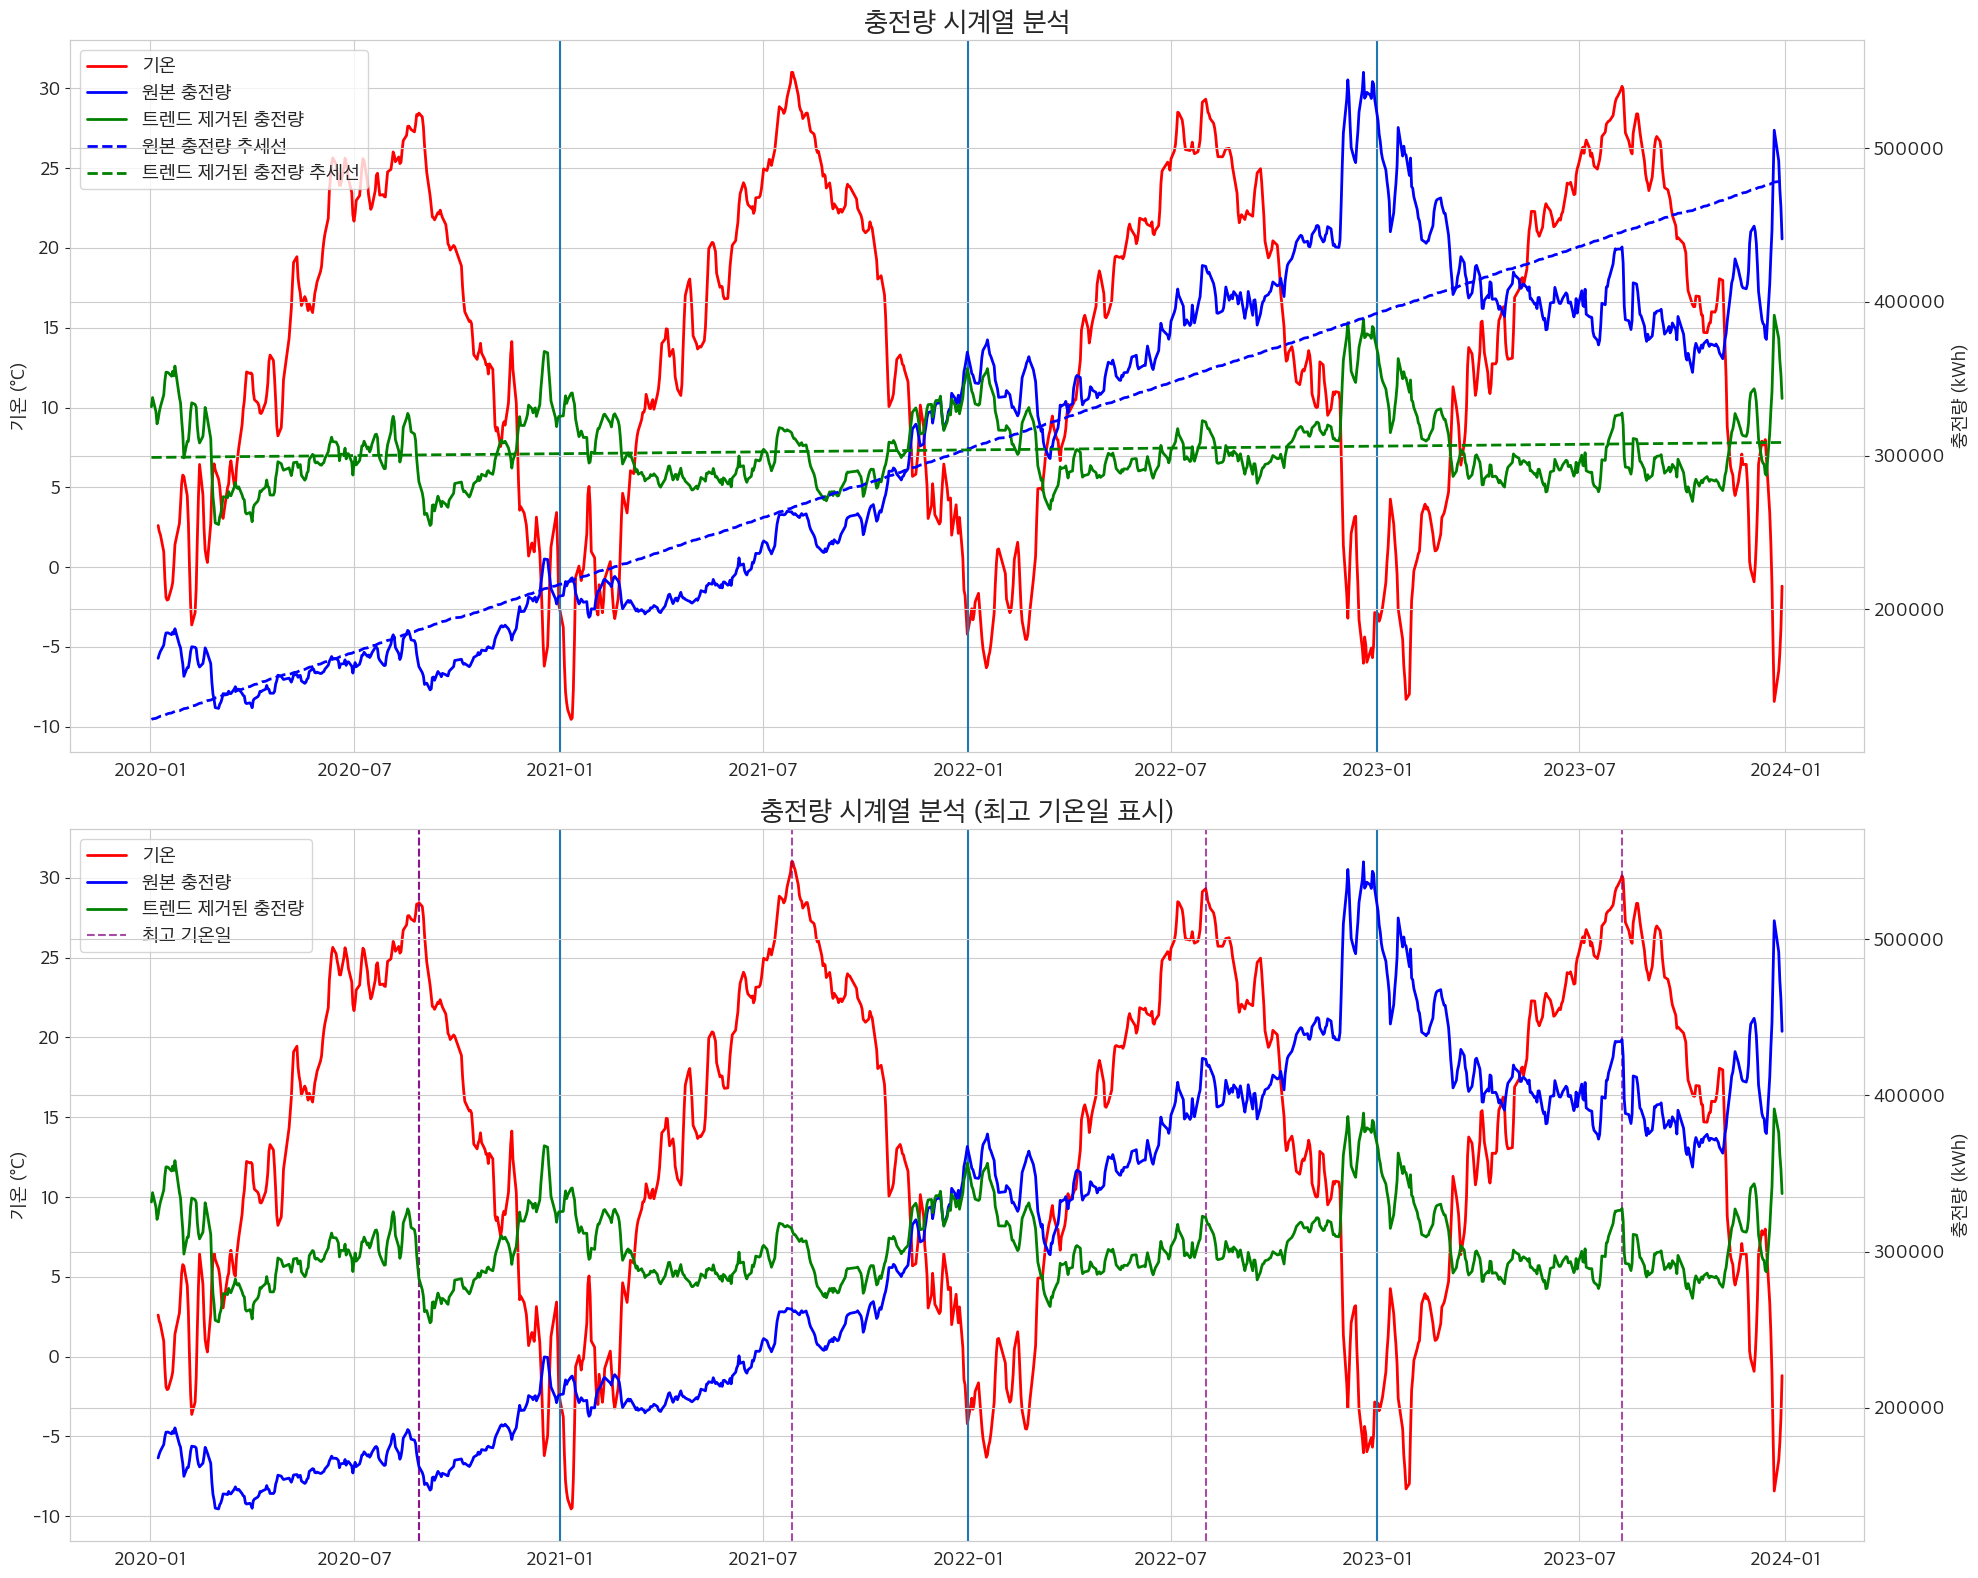 충전량 시계열 분석
기온
원본 충전량
트렌드 제거된 충전량
원본 충전량 추세선
트렌드 제거된 충전량 추세선
30
25
20
15
10
5
0
−5
−10
기온 (°C)
500000
400000
300000
200000
충전량 (kWh)
2020-01 2020-07 2021-01 2021-07 2022-01 2022-07 2023-01 2023-07 2024-01
충전량 시계열 분석 (최고 기온일 표시)
기온
원본 충전량
트렌드 제거된 충전량
최고 기온일
30
25
20
15
10
5
0
−5
−10
기온 (°C)
500000
400000
300000
200000
충전량 (kWh)
2020-01 2020-07 2021-01 2021-07 2022-01 2022-07 2023-01 2023-07 2024-01